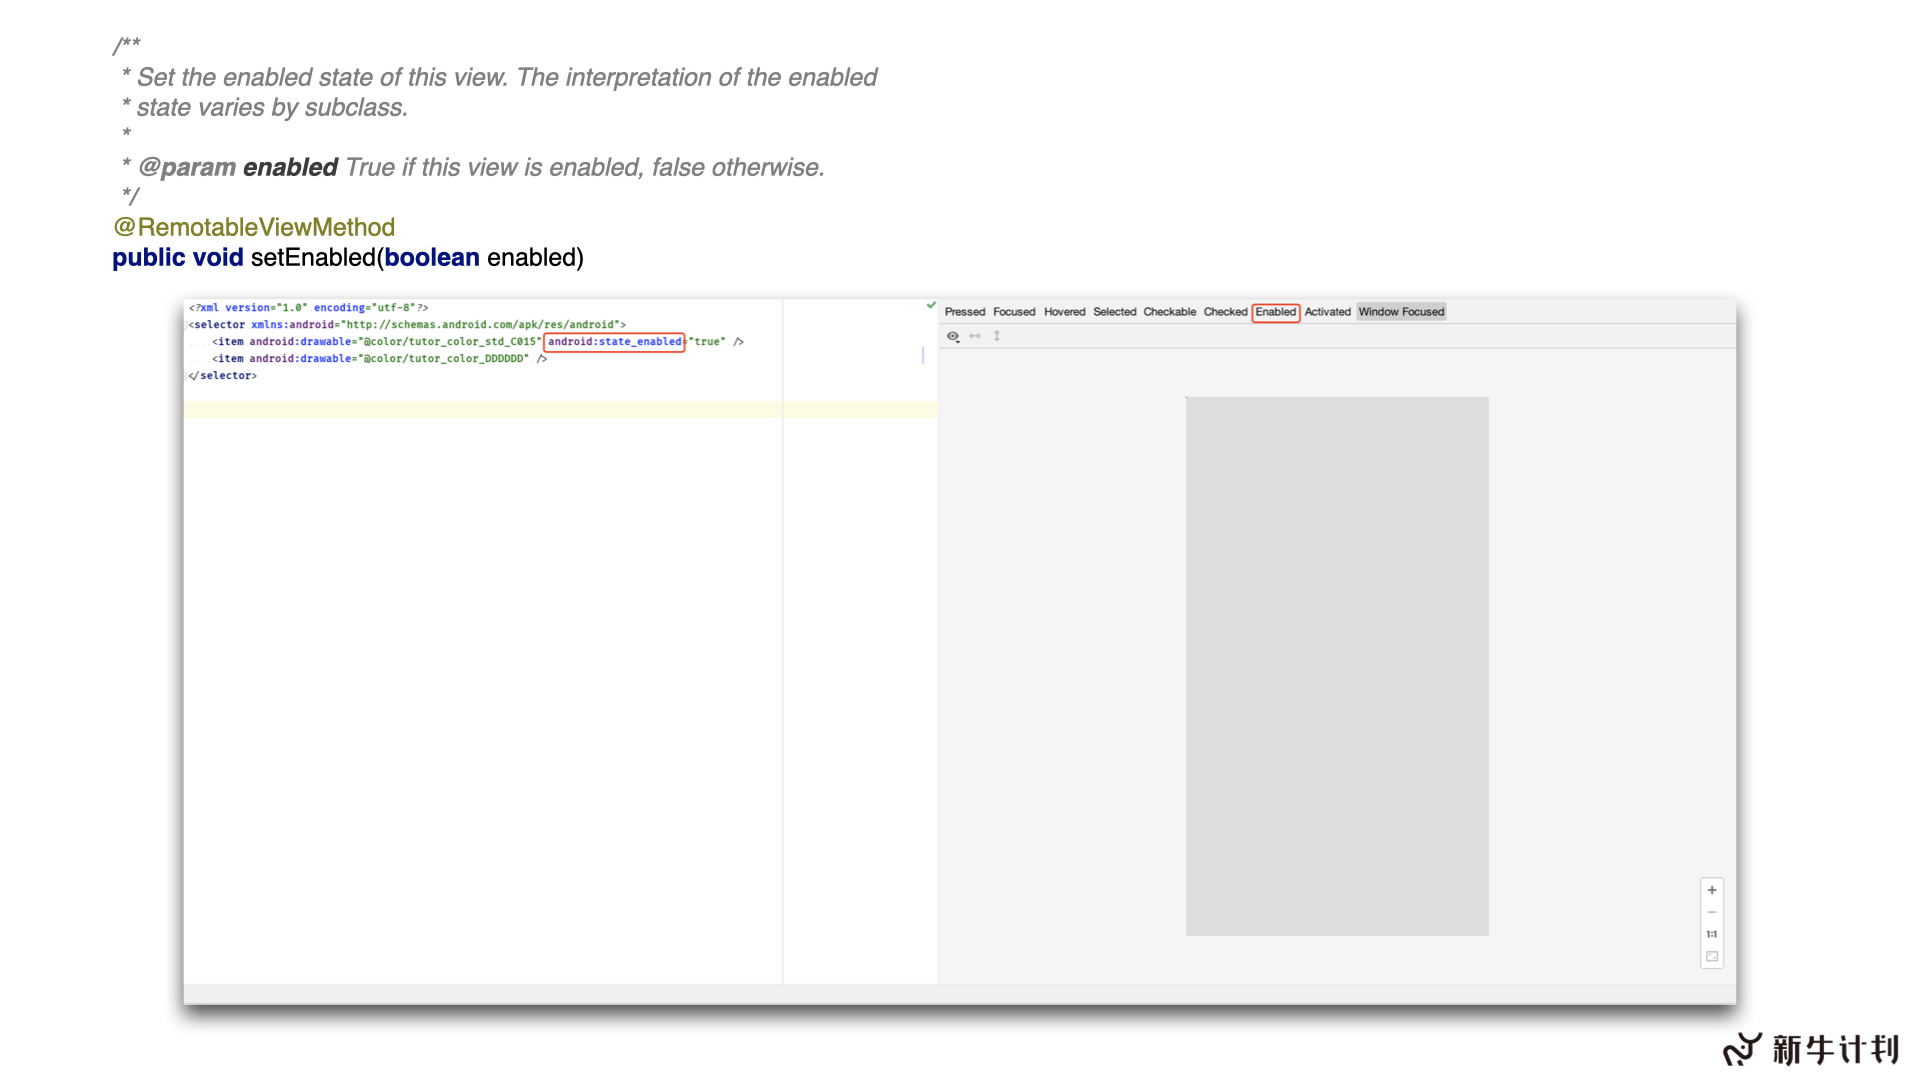 /**
* Set the enabled state of this view. The interpretation of the enabled
* state varies by subclass.
*
* @param enabled True if this view is enabled, false otherwise.
*/
@RemotableViewMethod
public void setEnabled(boolean enabled)
<?xml version="1.0" encoding="utf-8"?>
<selector xmlns:android="http://schemas.android.com/apk/res/android">
<item android:drawable="@color/tutor_color_std_C015" android:state_enabled="true" />
<item android:drawable="@color/tutor_color_DDDDDD" />
</selector>
Pressed Focused Hovered Selected Checkable Checked Enabled Activated Window Focused
1:1
新牛计划